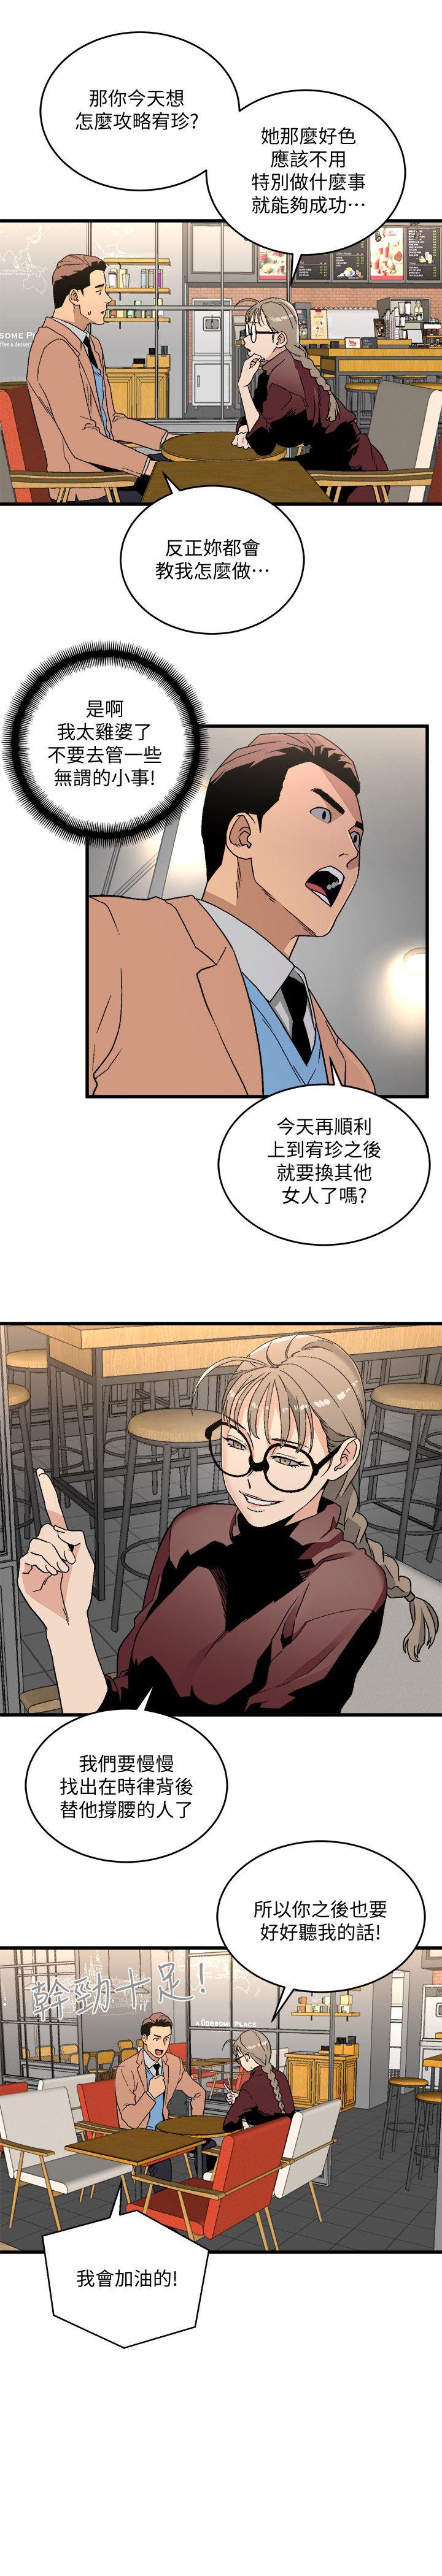 那你今天想
怎麼攻略宥珍?
她那麼好色
應該不用
特別做什麼事
就能夠成功…
反正妳都會
教我怎麼做…
是啊
我太雞婆了
不要去管一些
無謂的小事!
今天再順利
上到宥珍之後
就要換其他
女人了嗎?
我們要慢慢
找出在時律背後
替他撐腰的人了
所以你之後也要
好好聽我的話!
幹勁十足!
A ODESOME PLACE
我會加油的!